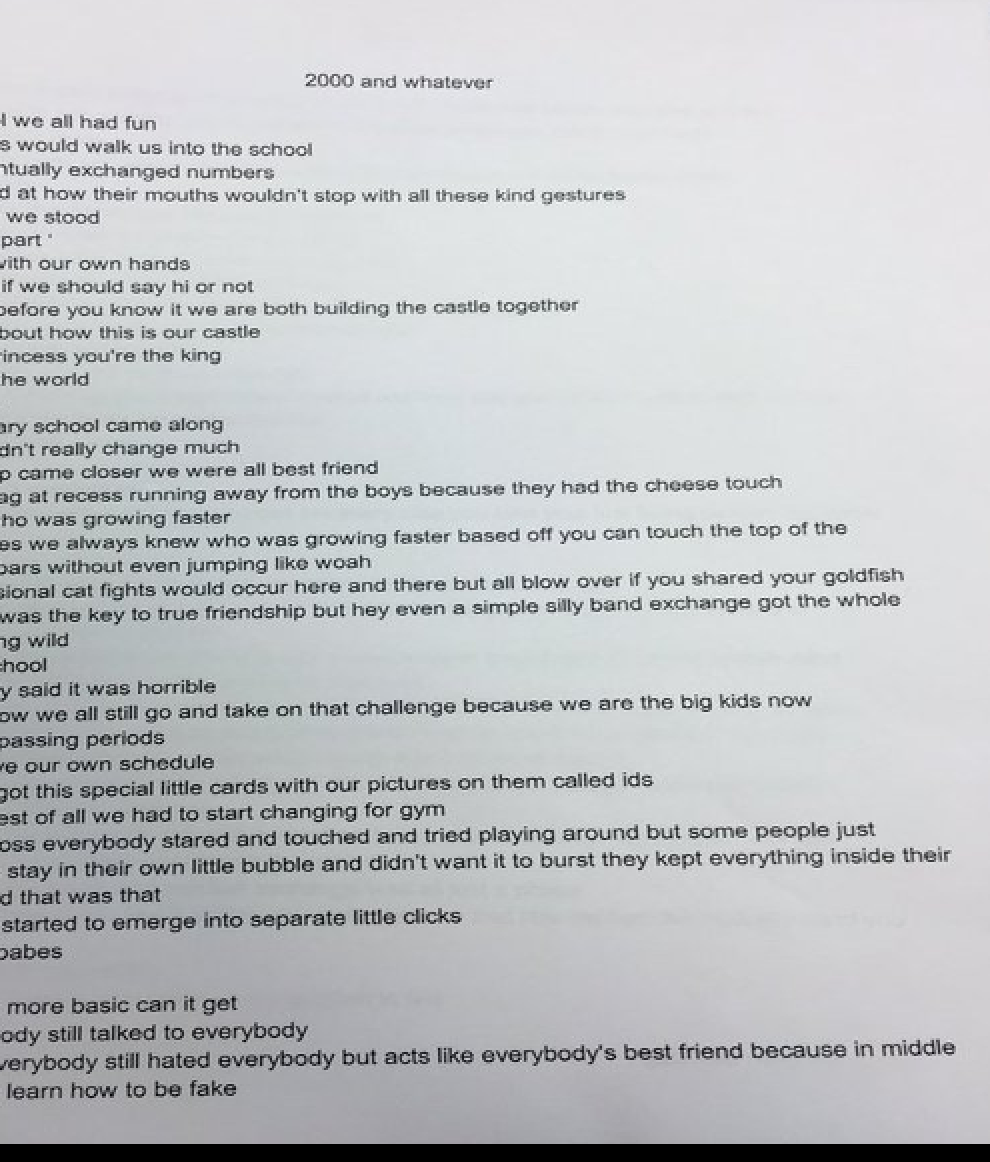 2000 and whatever
l we all had fun
s would walk us into the school
ntually exchanged numbers
d at how their mouths wouldn't stop with all these kind gestures
we stood
part '
with our own hands
if we should say hi or not
before you know it we are both building the castle together
bout how this is our castle
rincess you're the king
he world
ary school came along
dn't really change much
p came closer we were all best friend
ag at recess running away from the boys because they had the cheese touch
ho was growing faster
es we always knew who was growing faster based off you can touch the top of the
bars without even jumping like woah
sional cat fights would occur here and there but all blow over if you shared your goldfish
was the key to true friendship but hey even a simple silly band exchange got the whole
ng wild
chool
y said it was horrible
ow we all still go and take on that challenge because we are the big kids now
passing periods
ve our own schedule
got this special little cards with our pictures on them called ids
est of all we had to start changing for gym
oss everybody stared and touched and tried playing around but some people just
stay in their own little bubble and didn't want it to burst they kept everything inside their
d that was that
started to emerge into separate little clicks
babes
more basic can it get
ody still talked to everybody
verybody still hated everybody but acts like everybody's best friend because in middle
learn how to be fake